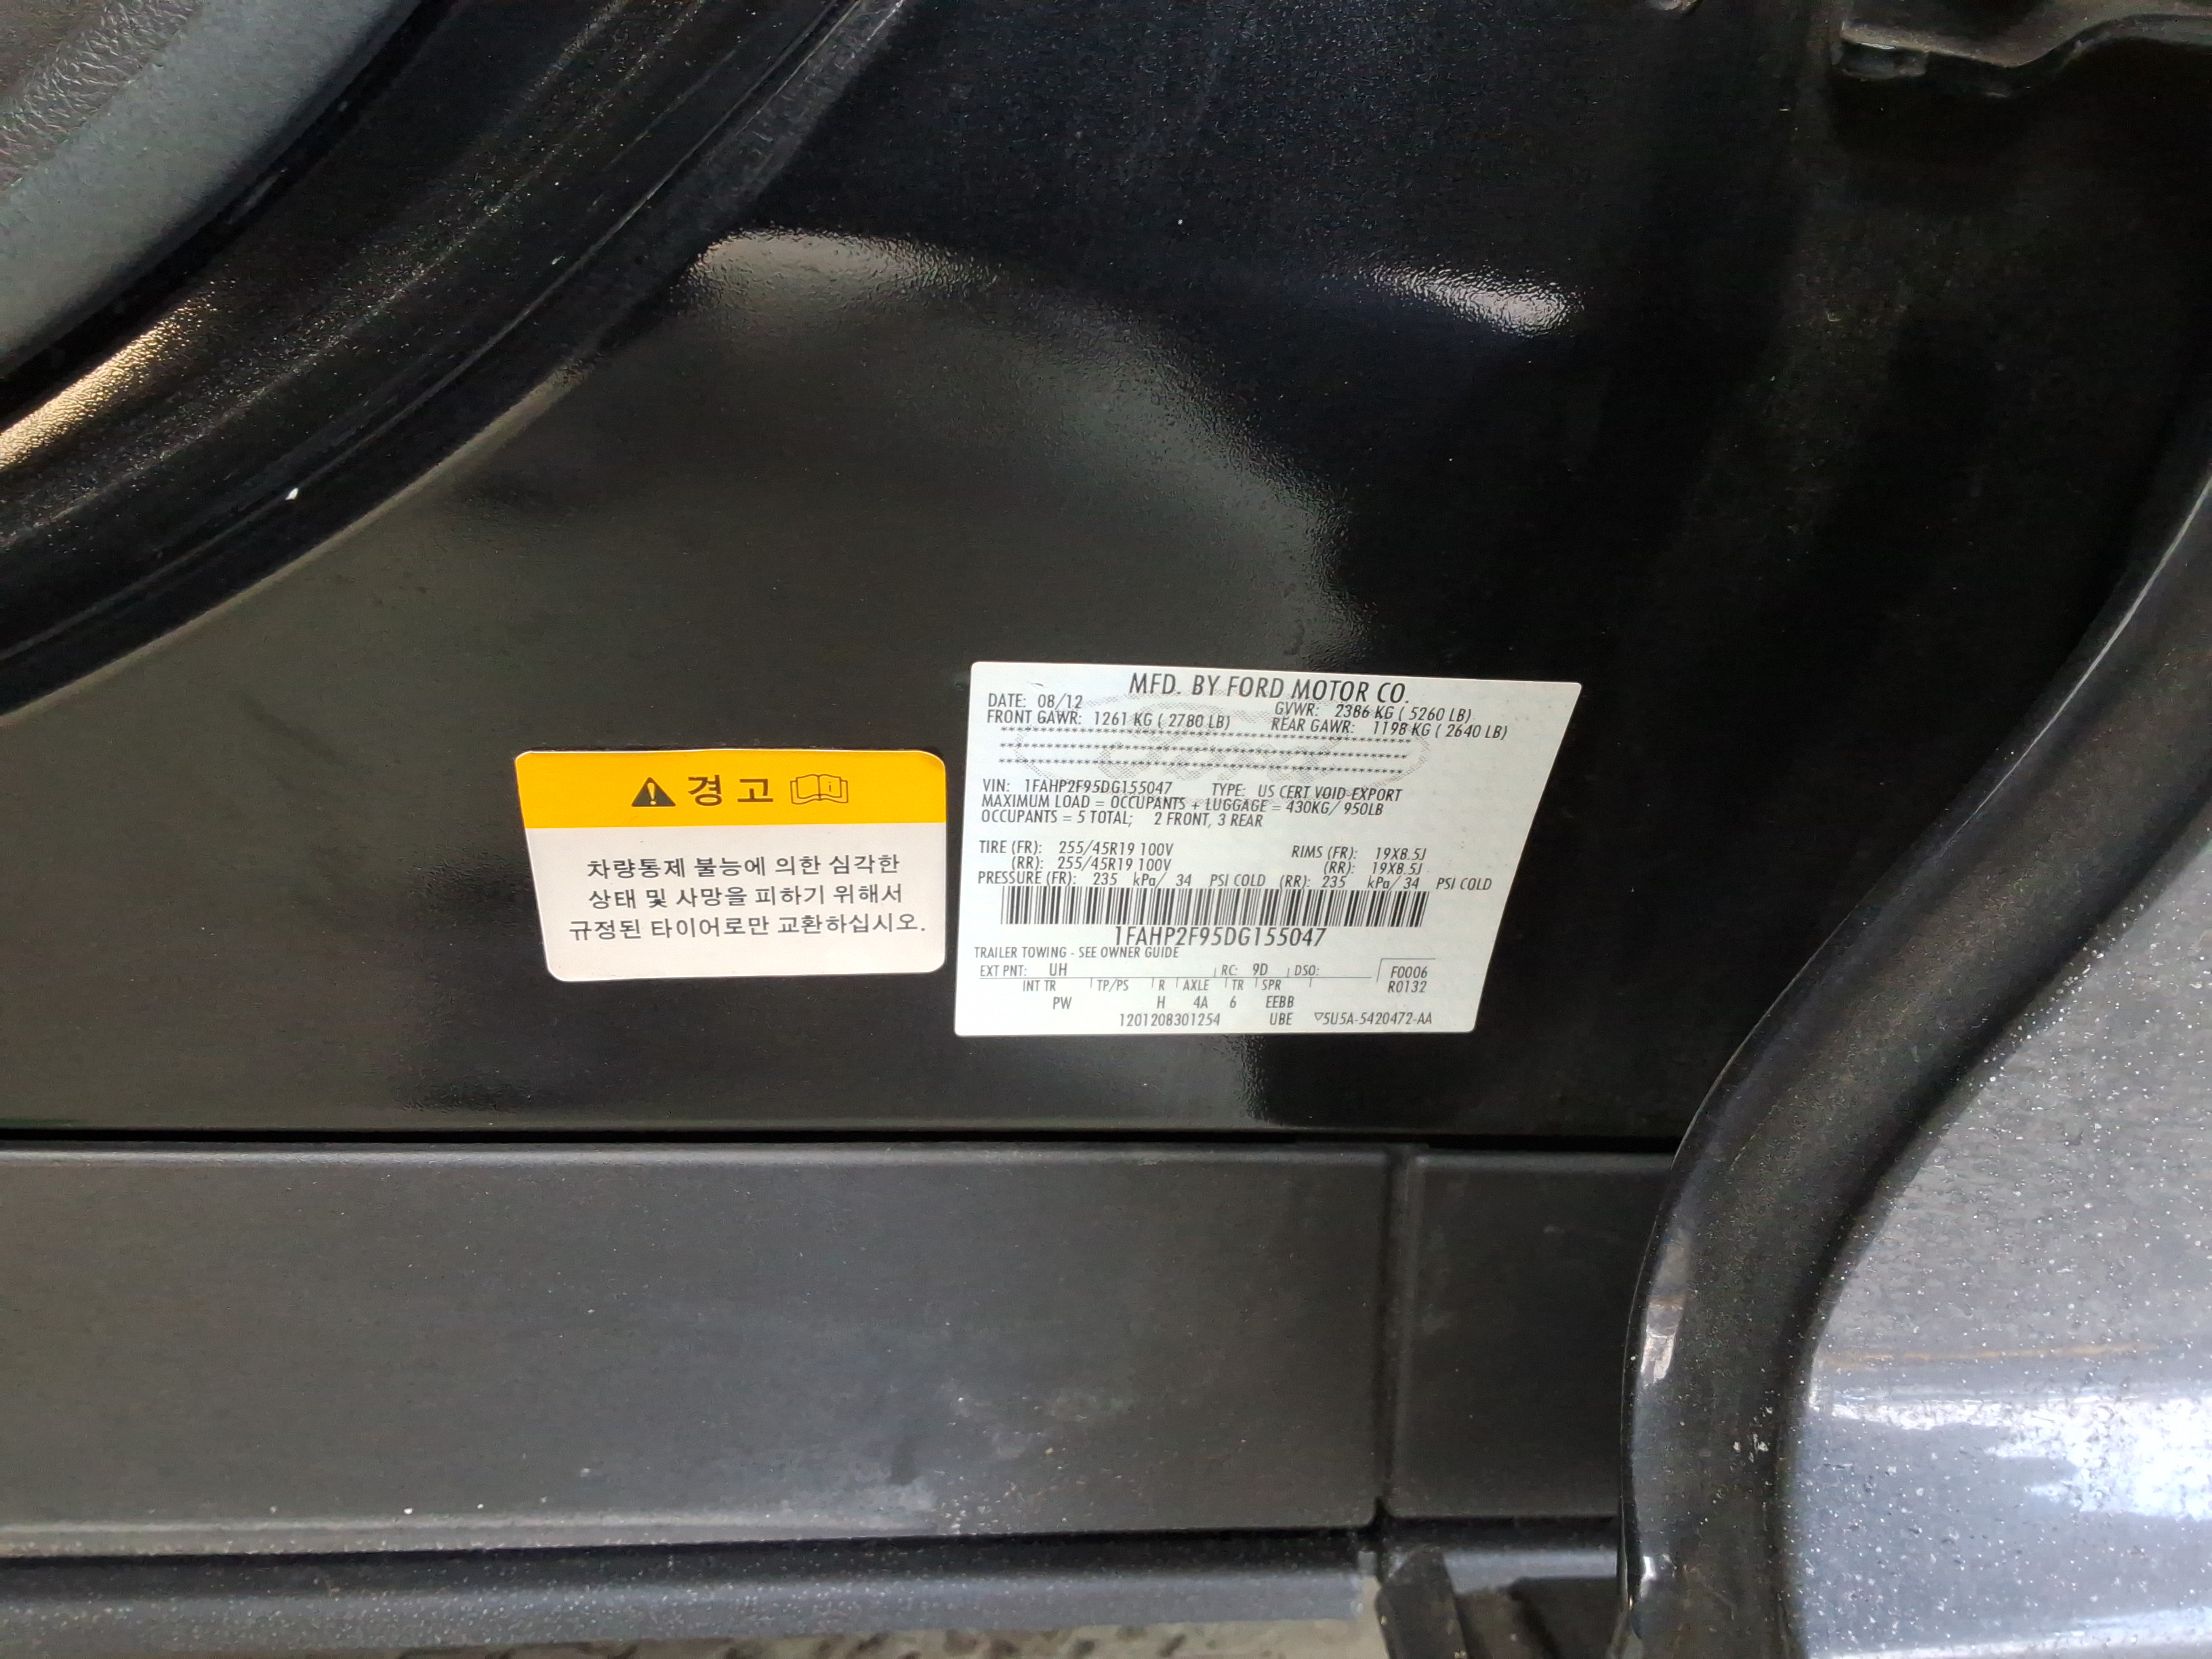 경고
차량통제 불능에 의한 심각한
상태 및 사망을 피하기 위해서
규정된 타이어로만 교환하십시오.
MFD. BY FORD MOTOR CO.
DATE: 08/12 GVWR: 2386 KG ( 5260 LB)
FRONT GAWR: 1261 KG ( 2780 LB) REAR GAWR: 1198 KG ( 2640 LB)
VIN: 1FAHP2F95DG155047 TYPE: US CERT VOID-EXPORT
MAXIMUM LOAD = OCCUPANTS + LUGGAGE = 430KG/ 950LB
OCCUPANTS = 5 TOTAL; 2 FRONT, 3 REAR
TIRE (FR): 255/45R19 100V RIMS (FR): 19X8.5J
(RR): 255/45R19 100V (RR): 19X8.5J
PRESSURE (FR): 235 kPa/ 34 PSI COLD (RR): 235 kPa/ 34 PSI COLD
1FAHP2F95DG155047
TRAILER TOWING - SEE OWNER GUIDE
EXT PNT: UH RC: 9D DSO: F0006
INT TR TP/PS R AXLE TR SPR R0132
PW H 4A 6 EEBB
1201208301254 UBE ▽5U5A-5420472-AA